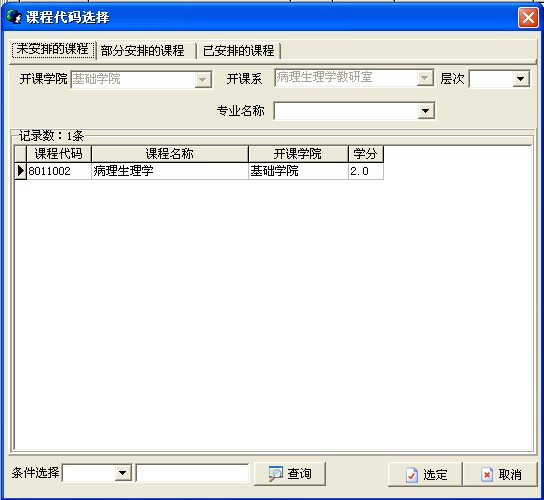 课程代码选择
未安排的课程 部分安排的课程 已安排的课程
开课学院 基础学院 开课系 病理生理学教研室 层次
专业名称
记录数：1条
课程代码 课程名称 开课学院 学分
8011002 病理生理学 基础学院 2.0
条件选择 查询 选定 取消